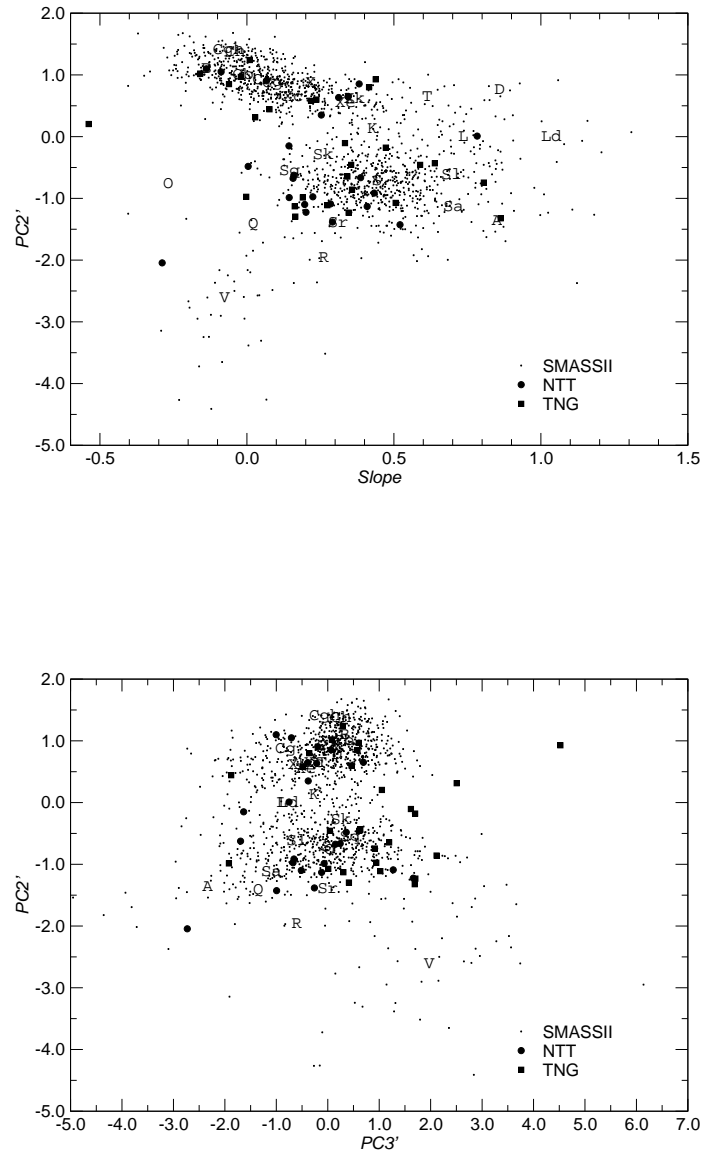 2.0
1.0
0.0
-1.0
-2.0
-3.0
-4.0
-5.0
PC2'
Cgh
T
D
K
L
Ld
Sk
Sq
Sl
O
Sa
Q
Sr
A
R
V
SMASSII
NTT
TNG
-0.5
0.0
0.5
1.0
1.5
Slope
2.0
1.0
0.0
-1.0
-2.0
-3.0
-4.0
-5.0
PC2'
Cg
K
Ld
Sk
Sl
Sa
A
Q
Sr
R
V
SMASSII
NTT
TNG
-5.0
-4.0
-3.0
-2.0
-1.0
0.0
1.0
2.0
3.0
4.0
5.0
6.0
7.0
PC3'